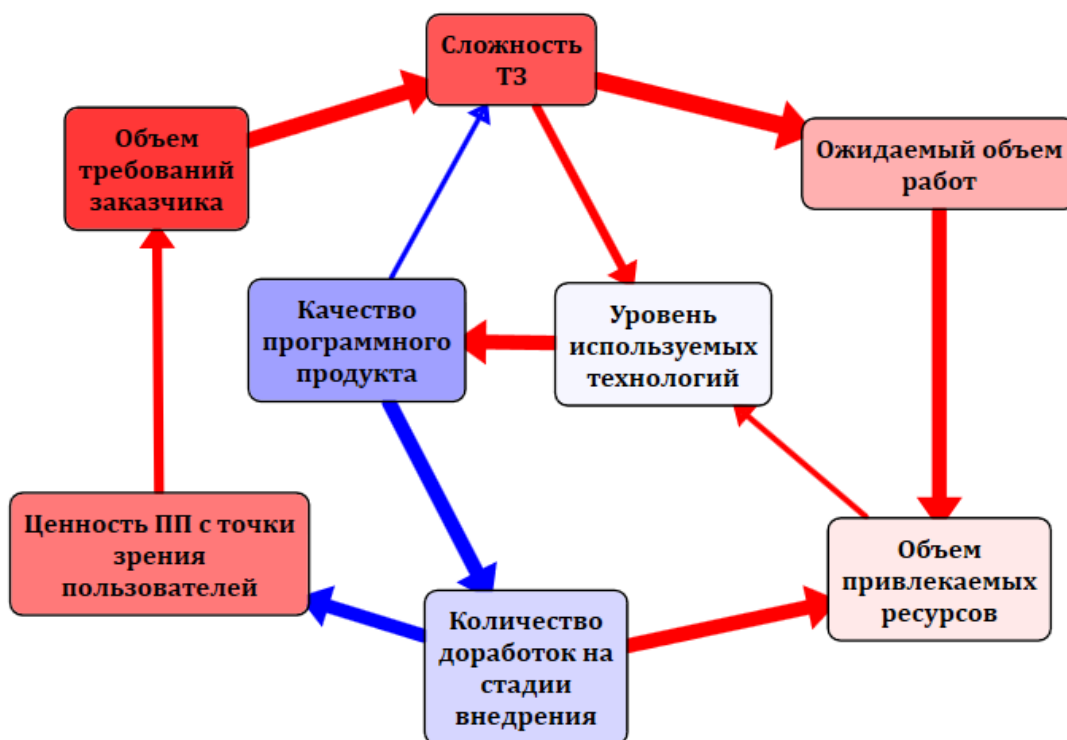 Сложность
ТЗ
Объем
требований
заказчика
Ожидаемый объем
работ
Качество
программного
продукта
Уровень
используемых
технологий
Ценность ПП с точки
зрения
пользователей
Объем
привлекаемых
ресурсов
Количество
доработок на
стадии
внедрения